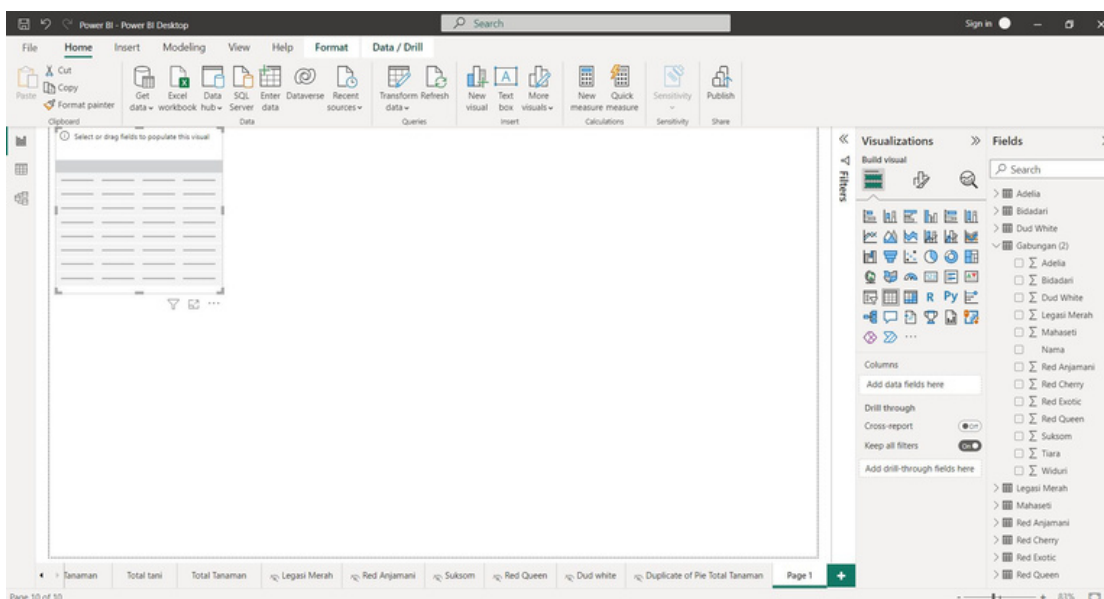 Power BI - Power BI Desktop
Search
Sign in
File Home Insert Modeling View Help Format Data / Drill
Paste
Cut
Copy
Format painter
Clipboard
Get data
Excel workbook
Data hub
SQL Server
Enter data
Dataverse
Recent sources
Data
Transform data
Refresh
Queries
New visual
Text box
More visuals
Insert
New measure
Quick measure
Calculations
Sensitivity
Sensitivity
Publish
Share
Select or drag fields to populate this visual
Filters
Visualizations
Build visual
R Py
Columns
Add data fields here
Drill through
Cross-report
Off
Keep all filters
On
Add drill-through fields here
Fields
Search
Adelia
Bidadari
Dud White
Gabungan (2)
Adelia
Bidadari
Dud White
Legasi Merah
Mahaseti
Nama
Red Anjamani
Red Cherry
Red Exotic
Red Queen
Suksom
Tiara
Widuri
Legasi Merah
Mahaseti
Red Anjamani
Red Cherry
Red Exotic
Red Queen
Tanaman
Total tani
Total Tanaman
Legasi Merah
Red Anjamani
Suksom
Red Queen
Dud white
Duplicate of Pie Total Tanaman
Page 1
Page 10 of 10
83%